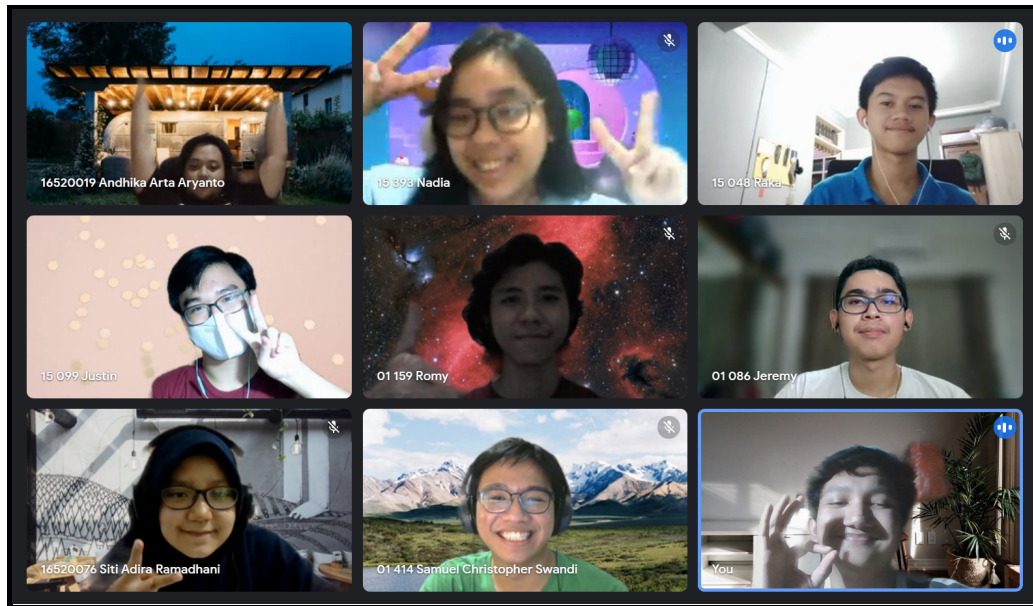 16520019 Andhika Arta Aryanto
15 393 Nadia
15 048 Raka
15 099 Justin
01 159 Romy
01 086 Jeremy
16520076 Siti Adira Ramadhani
01 414 Samuel Christopher Swandi
You